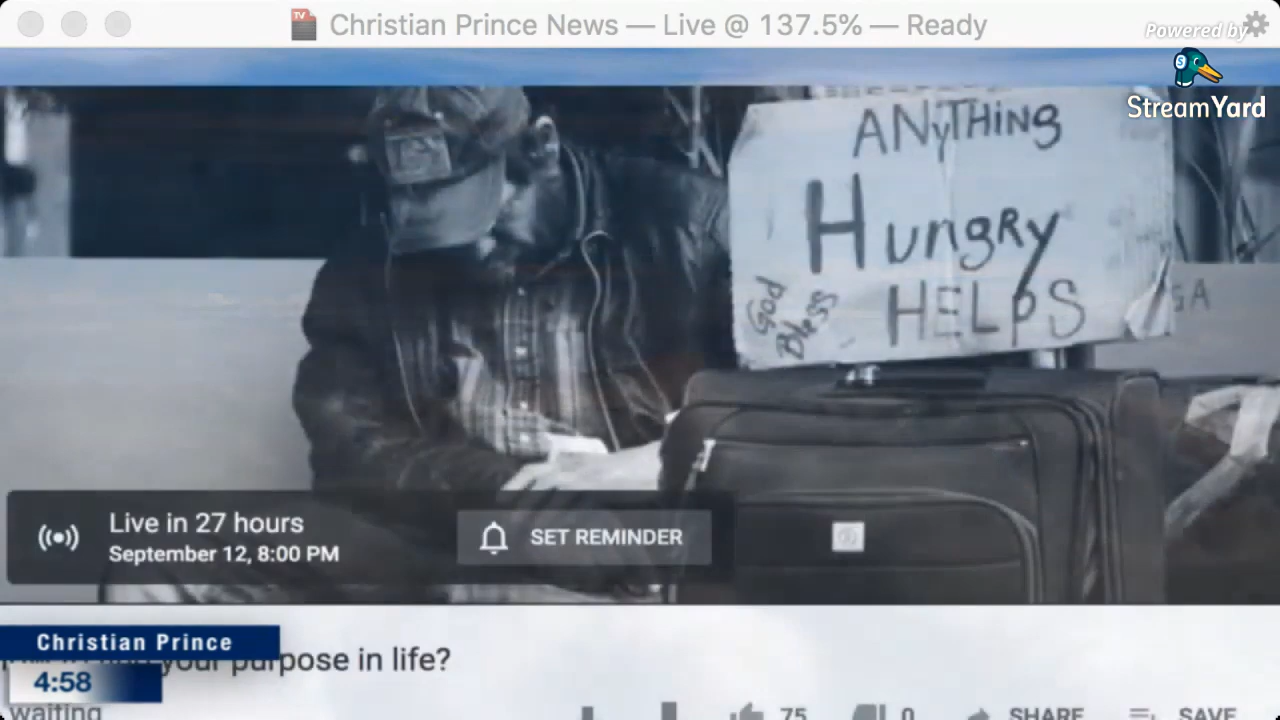 Christian Prince News — Live @ 137.5% — Ready
Powered by
StreamYard
ANyTHiNG
HungRy
HELPS
God
Bless
Live in 27 hours
September 12, 8:00 PM
SET REMINDER
Christian Prince
your purpose in life?
4:58
waiting
75
0
SHARE
SAVE